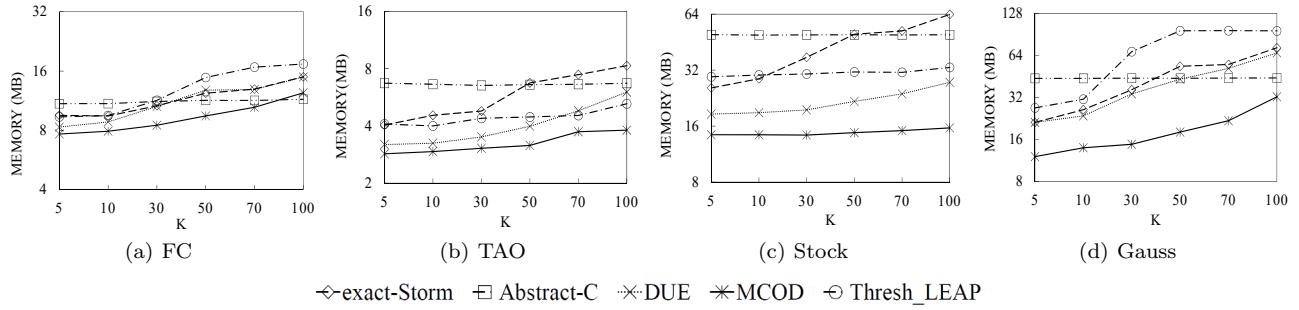 MEMORY (MB)
32
16
8
4
5 10 30 50 70 100
K
(a) FC
MEMORY(MB)
16
8
4
2
5 10 30 50 70 100
K
(b) TAO
MEMORY(MB)
64
32
16
8
5 10 30 50 70 100
K
(c) Stock
MEMORY (MB)
128
64
32
16
8
5 10 30 50 70 100
K
(d) Gauss
exact-Storm Abstract-C DUE MCOD Thresh_LEAP